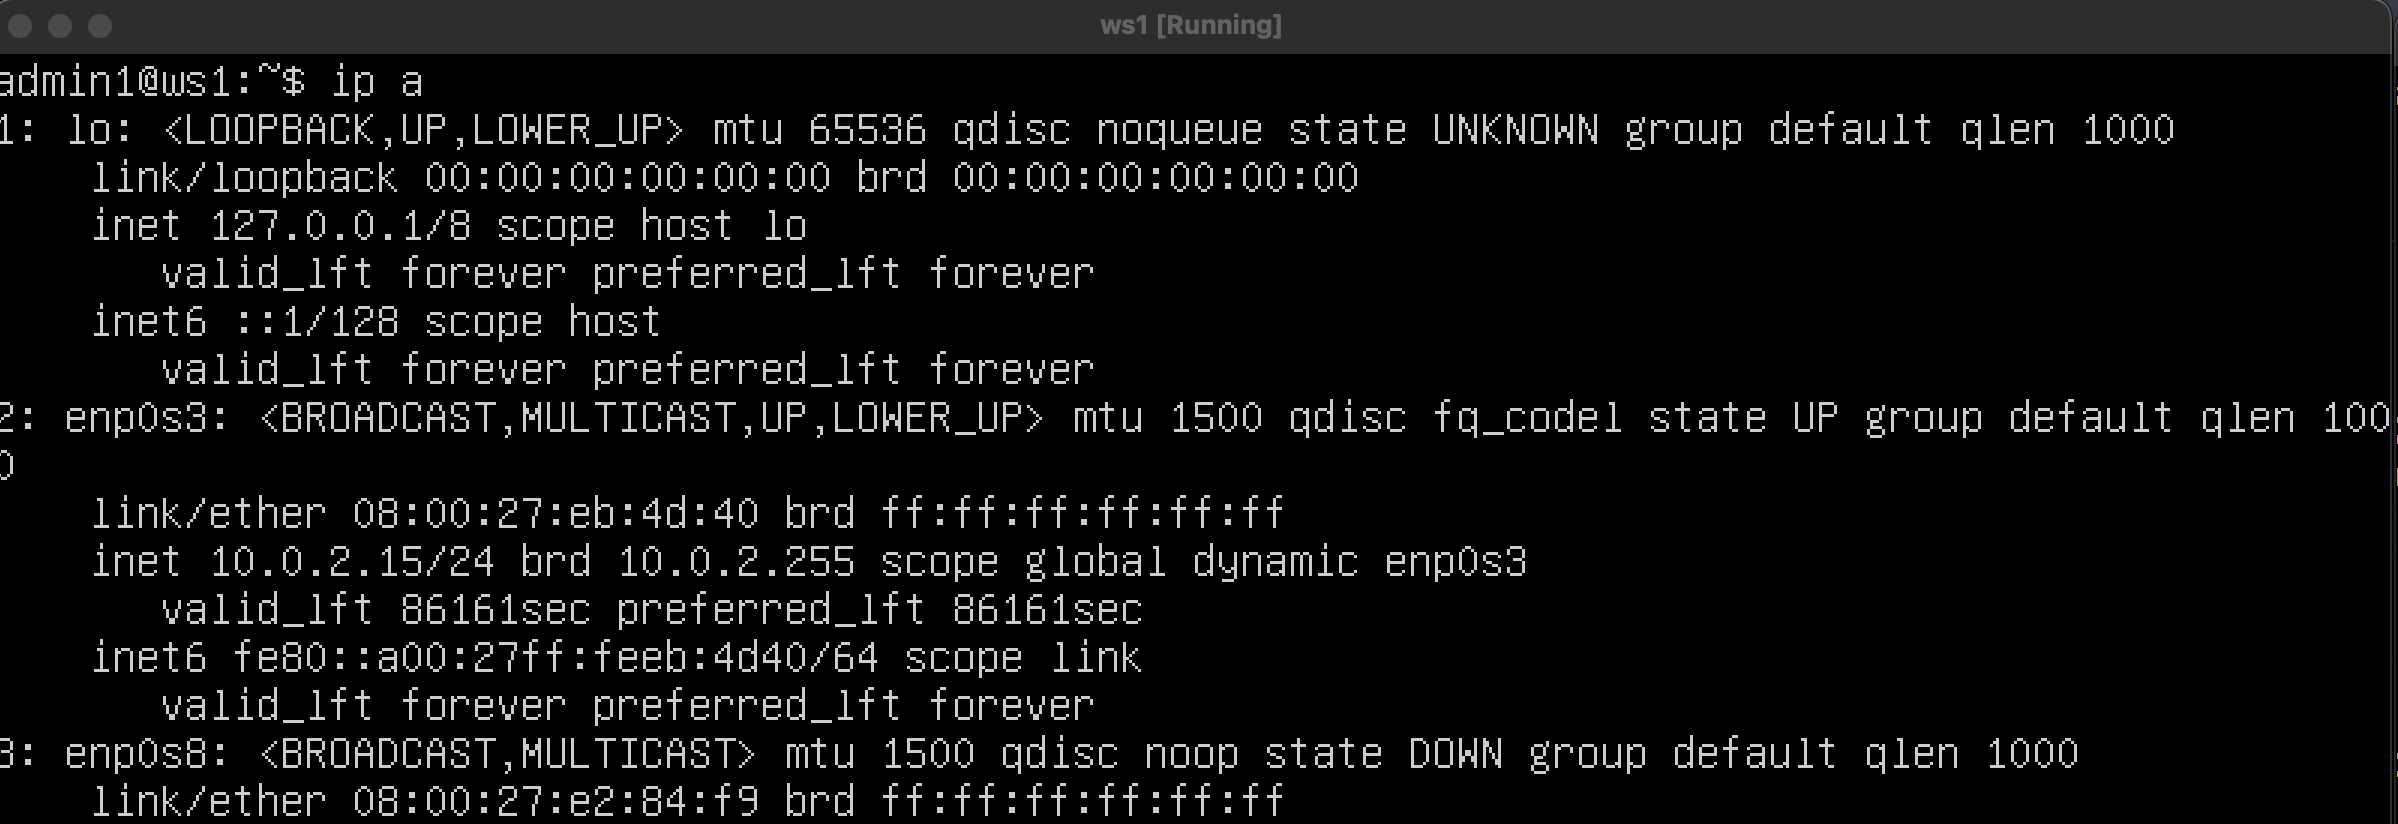 ws1 [Running]
admin1@ws1:~$ ip a
1: lo: <LOOPBACK,UP,LOWER_UP> mtu 65536 qdisc noqueue state UNKNOWN group default qlen 1000
    link/loopback 00:00:00:00:00:00 brd 00:00:00:00:00:00
    inet 127.0.0.1/8 scope host lo
       valid_lft forever preferred_lft forever
    inet6 ::1/128 scope host
       valid_lft forever preferred_lft forever
2: enp0s3: <BROADCAST,MULTICAST,UP,LOWER_UP> mtu 1500 qdisc fq_codel state UP group default qlen 100
0
    link/ether 08:00:27:eb:4d:40 brd ff:ff:ff:ff:ff:ff
    inet 10.0.2.15/24 brd 10.0.2.255 scope global dynamic enp0s3
       valid_lft 86161sec preferred_lft 86161sec
    inet6 fe80::a00:27ff:feeb:4d40/64 scope link
       valid_lft forever preferred_lft forever
3: enp0s8: <BROADCAST,MULTICAST> mtu 1500 qdisc noop state DOWN group default qlen 1000
    link/ether 08:00:27:e2:84:f9 brd ff:ff:ff:ff:ff:ff